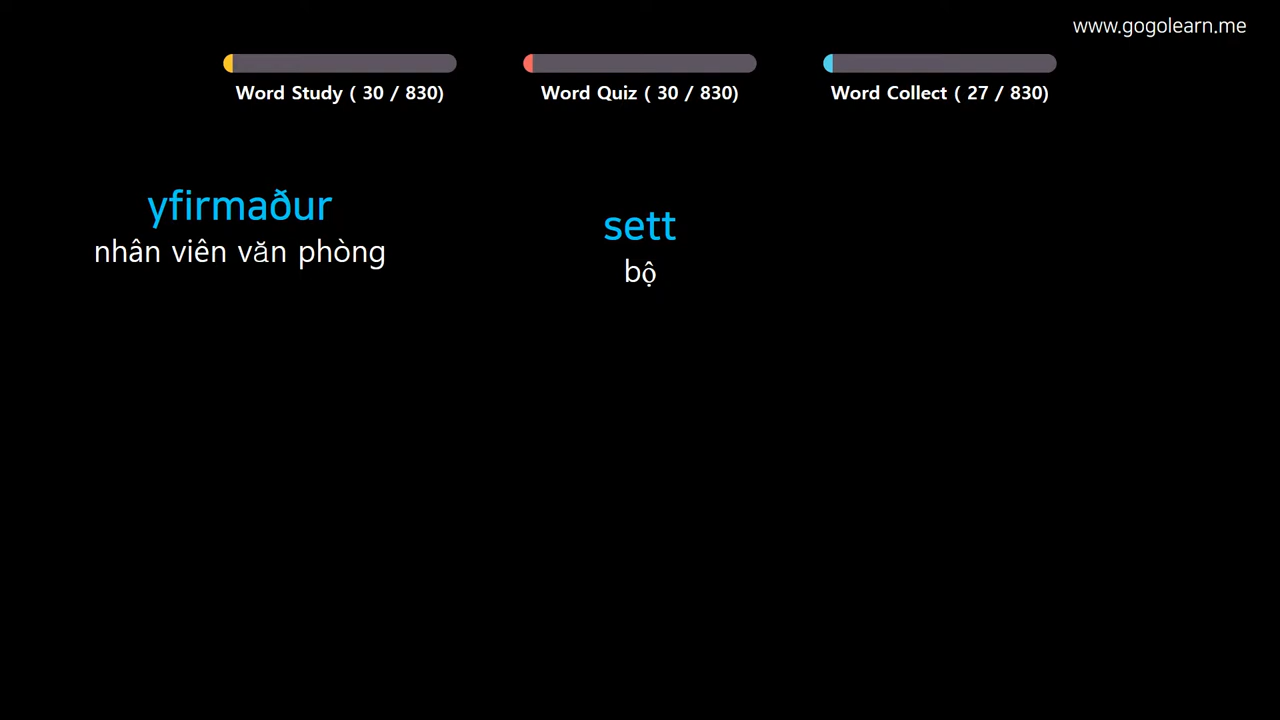 www.gogolearn.me
Word Study ( 30 / 830)
Word Quiz ( 30 / 830)
Word Collect ( 27 / 830)
yfirmaður
nhân viên văn phòng
sett
bộ